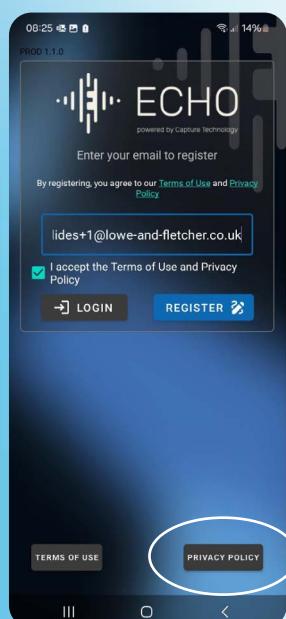 08:25 14%
PROD 1.1.0
ECHO
powered by Capture Technology
Enter your email to register
By registering, you agree to our Terms of Use and Privacy
Policy
lides+1@lowe-and-fletcher.co.uk
I accept the Terms of Use and Privacy
Policy
LOGIN REGISTER
TERMS OF USE PRIVACY POLICY